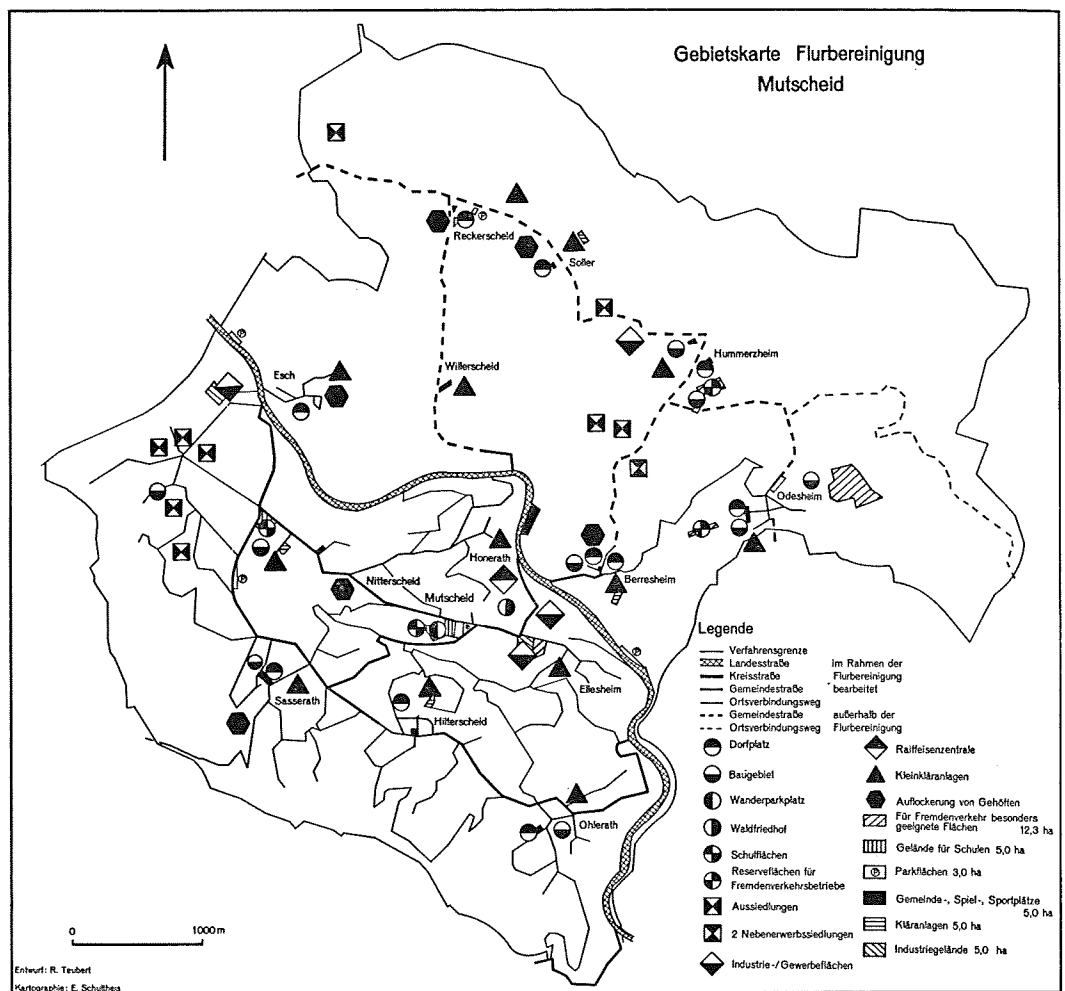 Gebietskarte Flurbereinigung
Mutscheid
Reckerscheid
Soller
Hummerzheim
Willerscheid
Esch
Odesheim
Honerath
Nitterscheid
Mutscheid
Berresheim
Ellesheim
Sasserath
Hilterscheid
Ohlerath
P
P
P
P
Legende
Verfahrensgrenze
Landesstraße Im Rahmen der
Kreisstraße Flurbereinigung
Gemeindestraße bearbeitet
Ortsverbindungsweg
Gemeindestraße außerhalb der
Ortsverbindungsweg Flurbereinigung
Dorfplatz
Baugebiet
Wanderparkplatz
Waldfriedhof
Schulflächen
Reserveflächen für
Fremdenverkehrsbetriebe
Aussiedlungen
2 Nebenerwerbssiedlungen
Industrie-/Gewerbeflächen
Raiffeisenzentrale
Kleinkläranlagen
Auflockerung von Gehöften
Für Fremdenverkehr besonders
geeignete Flächen 12,3 ha
Gelände für Schulen 5,0 ha
P Parkflächen 3,0 ha
Gemeinde-, Spiel-, Sportplätze
5,0 ha
Kläranlagen 5,0 ha
Industriegelände 5,0 ha
0 1000 m
Entwurf: R. Teubert
Kartographie: E. Schultheis